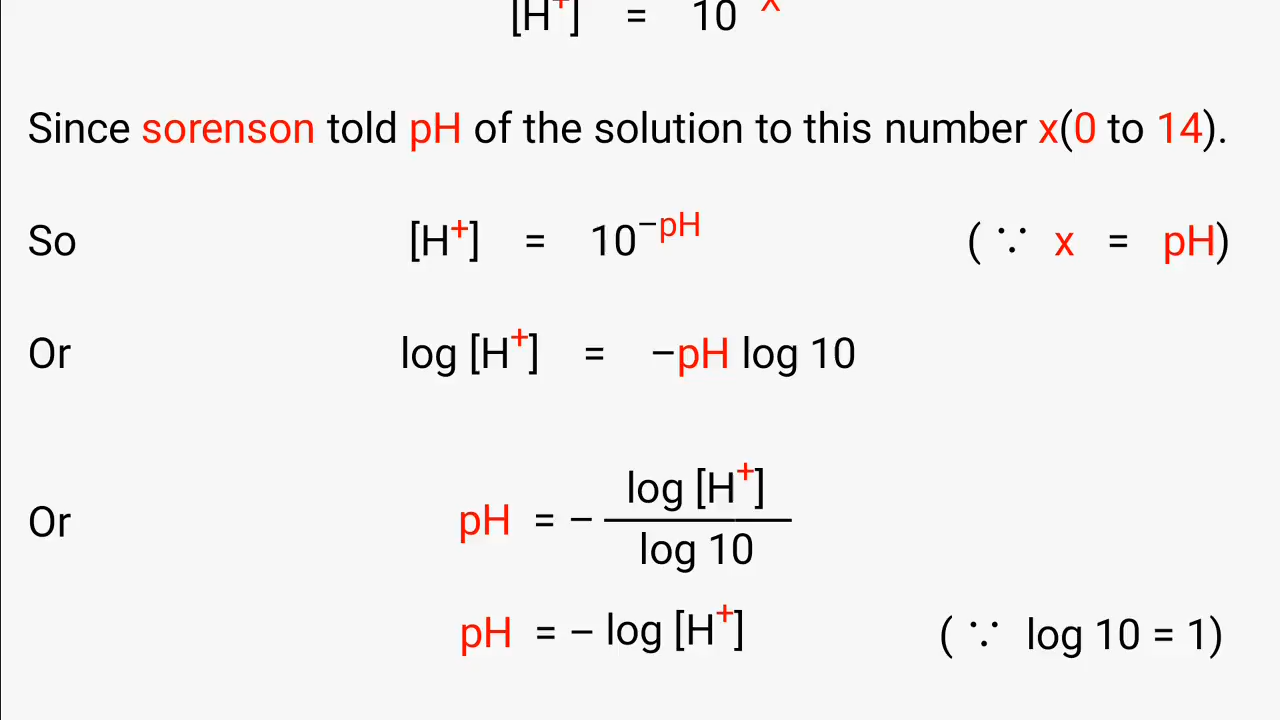 [H⁺] = 10 ˣ
Since sorenson told pH of the solution to this number x(0 to 14).
So [H⁺] = 10⁻ᵖᴴ ( ∵ x = pH)
Or log [H⁺] = –pH log 10
Or pH = – log [H⁺] / log 10
pH = – log [H⁺] ( ∵ log 10 = 1)